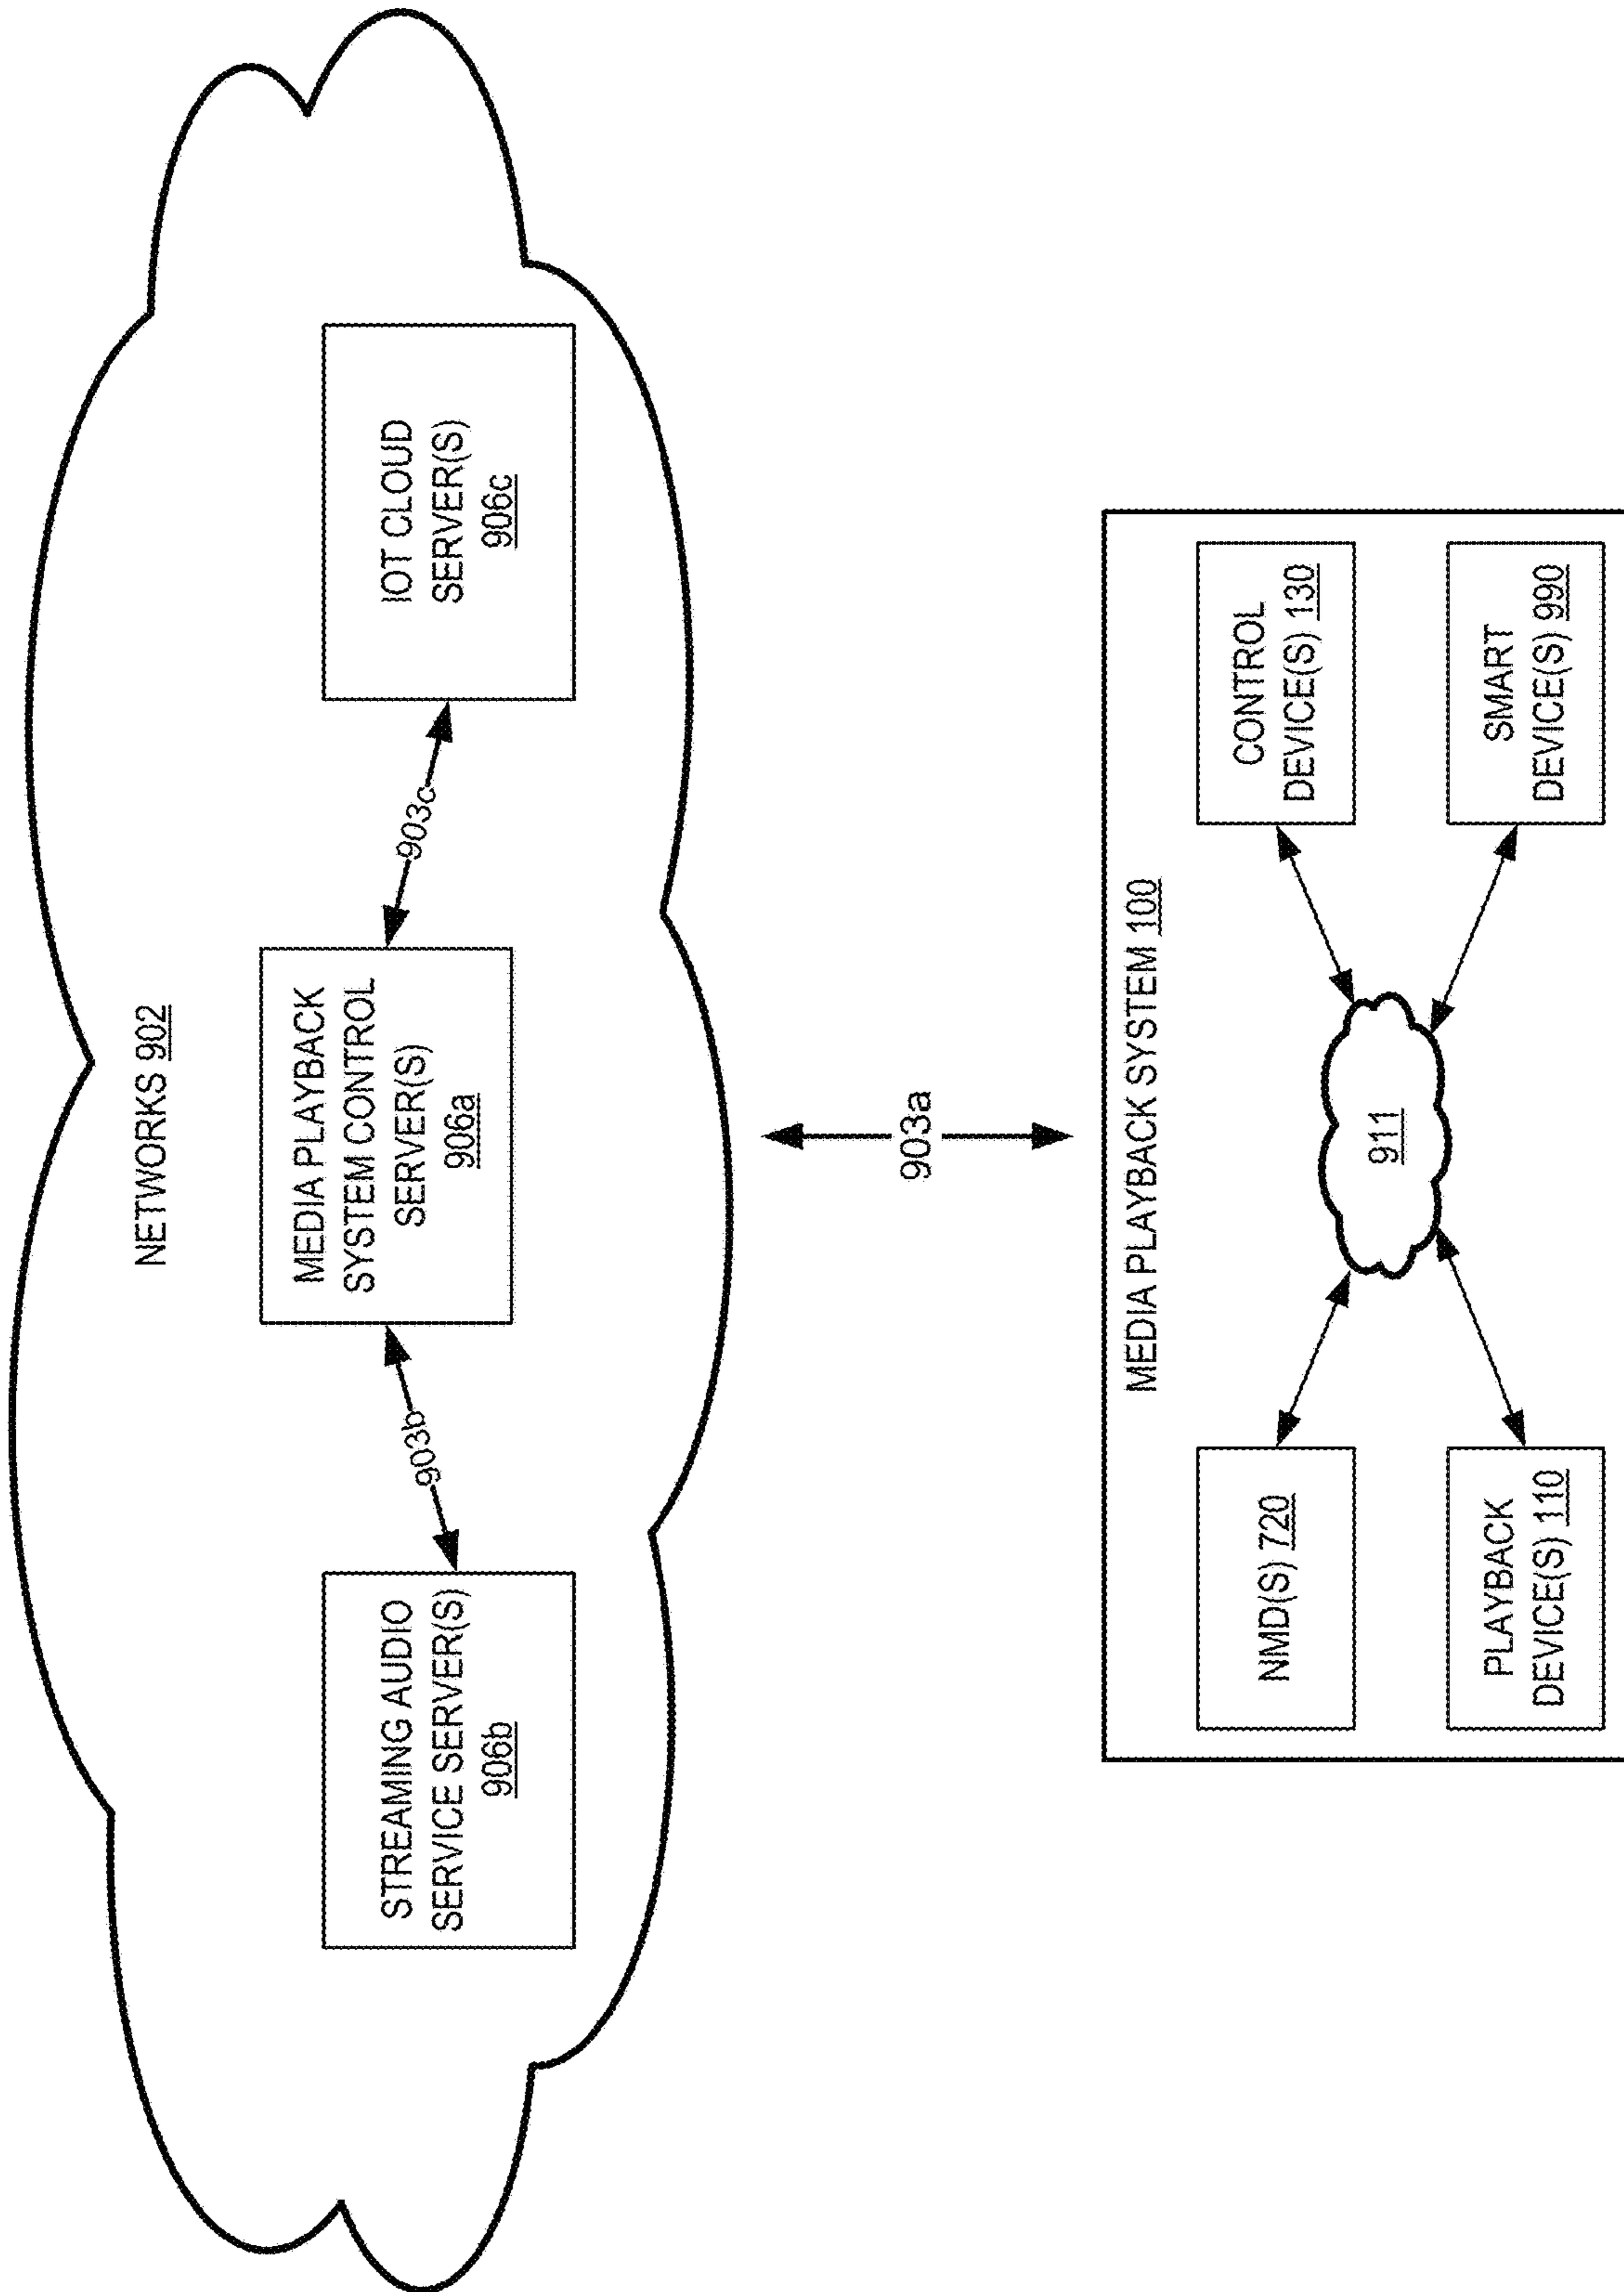 NETWORKS 902
STREAMING AUDIO
SERVICE SERVER(S)
906b
903b
MEDIA PLAYBACK
SYSTEM CONTROL
SERVER(S)
906a
903c
IOT CLOUD
SERVER(S)
906c
903a
MEDIA PLAYBACK SYSTEM 100
NMD(S) 720
CONTROL
DEVICE(S) 130
911
PLAYBACK
DEVICE(S) 110
SMART
DEVICE(S) 990